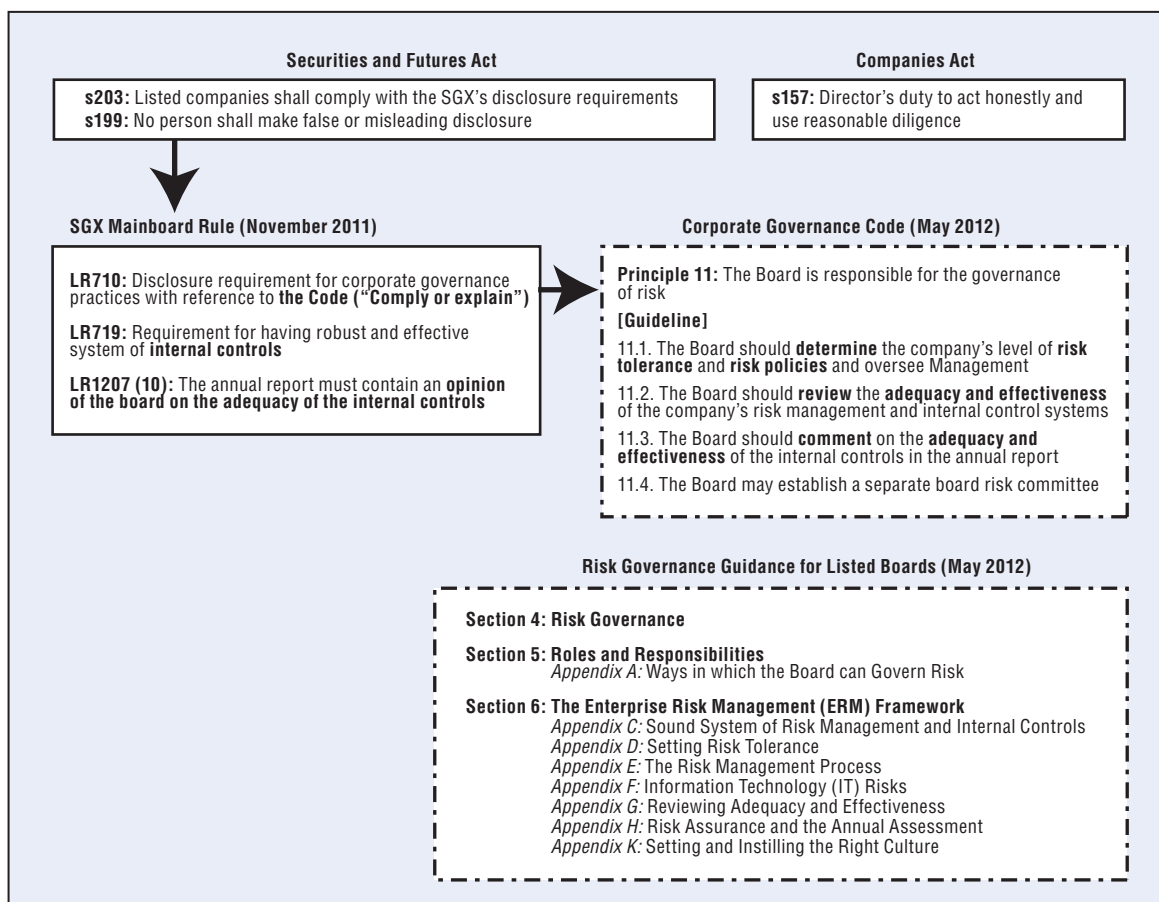 Securities and Futures Act
s203: Listed companies shall comply with the SGX's disclosure requirements
s199: No person shall make false or misleading disclosure
Companies Act
s157: Director's duty to act honestly and
use reasonable diligence
SGX Mainboard Rule (November 2011)
LR710: Disclosure requirement for corporate governance
practices with reference to the Code (“Comply or explain”)
LR719: Requirement for having robust and effective
system of internal controls
LR1207 (10): The annual report must contain an opinion
of the board on the adequacy of the internal controls
Corporate Governance Code (May 2012)
Principle 11: The Board is responsible for the governance
of risk
[Guideline]
11.1. The Board should determine the company's level of risk
tolerance and risk policies and oversee Management
11.2. The Board should review the adequacy and effectiveness
of the company's risk management and internal control systems
11.3. The Board should comment on the adequacy and
effectiveness of the internal controls in the annual report
11.4. The Board may establish a separate board risk committee
Risk Governance Guidance for Listed Boards (May 2012)
Section 4: Risk Governance
Section 5: Roles and Responsibilities
Appendix A: Ways in which the Board can Govern Risk
Section 6: The Enterprise Risk Management (ERM) Framework
Appendix C: Sound System of Risk Management and Internal Controls
Appendix D: Setting Risk Tolerance
Appendix E: The Risk Management Process
Appendix F: Information Technology (IT) Risks
Appendix G: Reviewing Adequacy and Effectiveness
Appendix H: Risk Assurance and the Annual Assessment
Appendix K: Setting and Instilling the Right Culture